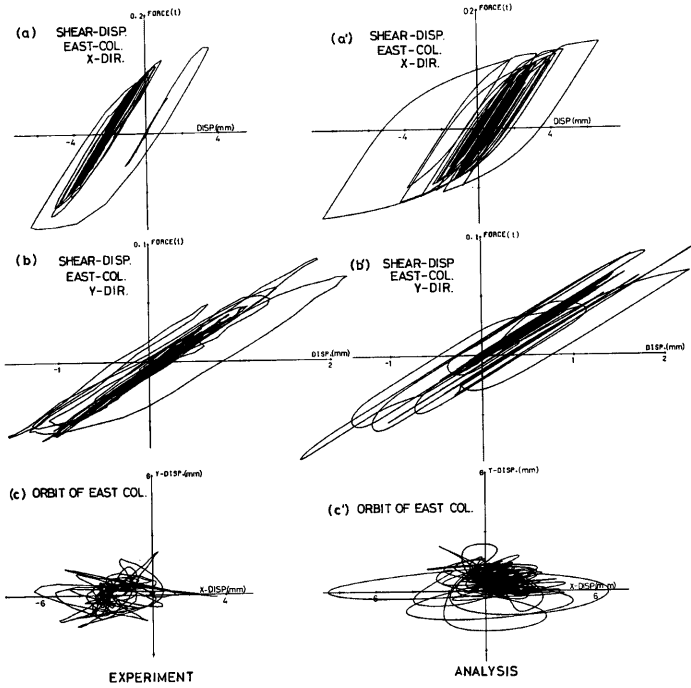 0.2 FORCE(t)
(a) SHEAR-DISP.
EAST-COL.
X-DIR.
DISP.(mm)
-4
4
0.2
FORCE(t)
(a') SHEAR-DISP.
EAST-COL.
X-DIR.
DISP.(mm)
-4
4
0.1 FORCE(t)
(b) SHEAR-DISP.
EAST-COL.
Y-DIR.
DISP.(mm)
-1
2
0.1
FORCE(t)
(b') SHEAR-DISP
EAST-COL.
Y-DIR.
DISP.(mm)
1
2
6 Y-DISP.(mm)
(c) ORBIT OF EAST COL.
X-DISP(mm)
-6
4
6
Y-DISP.(mm)
(c') ORBIT OF EAST COL.
X-DISP(mm)
-6
6
EXPERIMENT
ANALYSIS